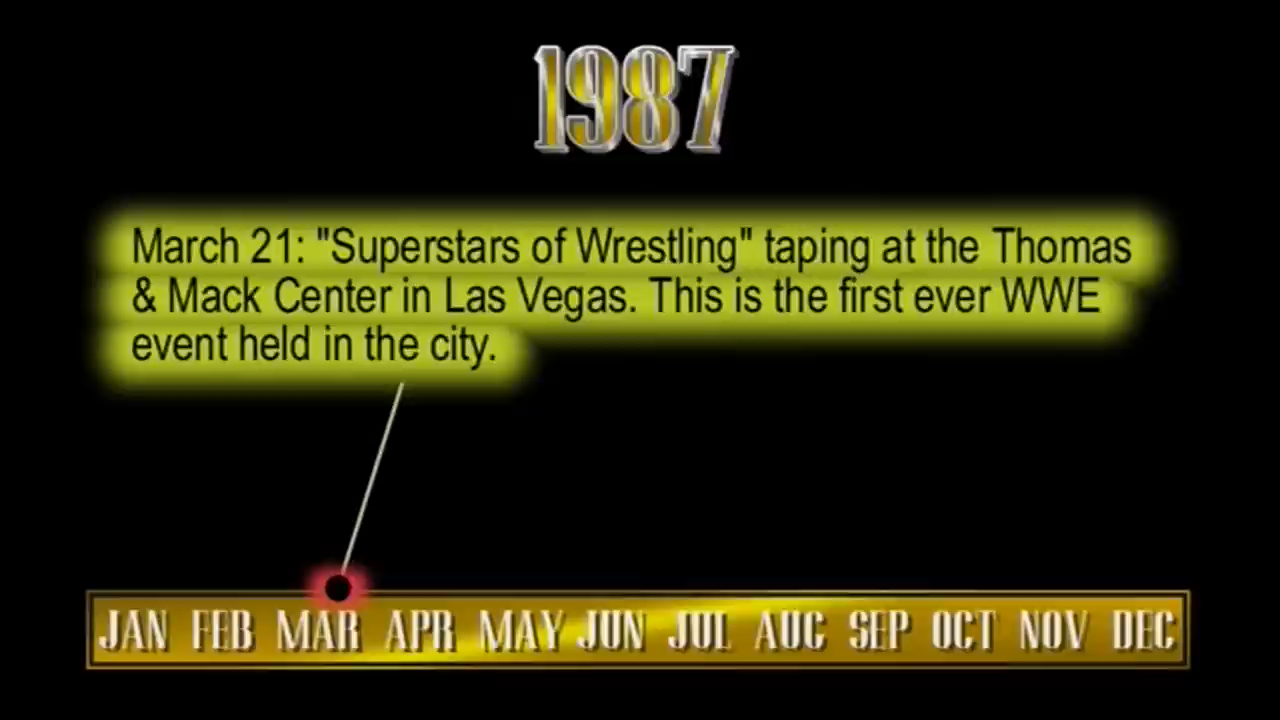 1987
March 21: "Superstars of Wrestling" taping at the Thomas
& Mack Center in Las Vegas. This is the first ever WWE
event held in the city.
JAN FEB MAR APR MAY JUN JUL AUG SEP OCT NOV DEC